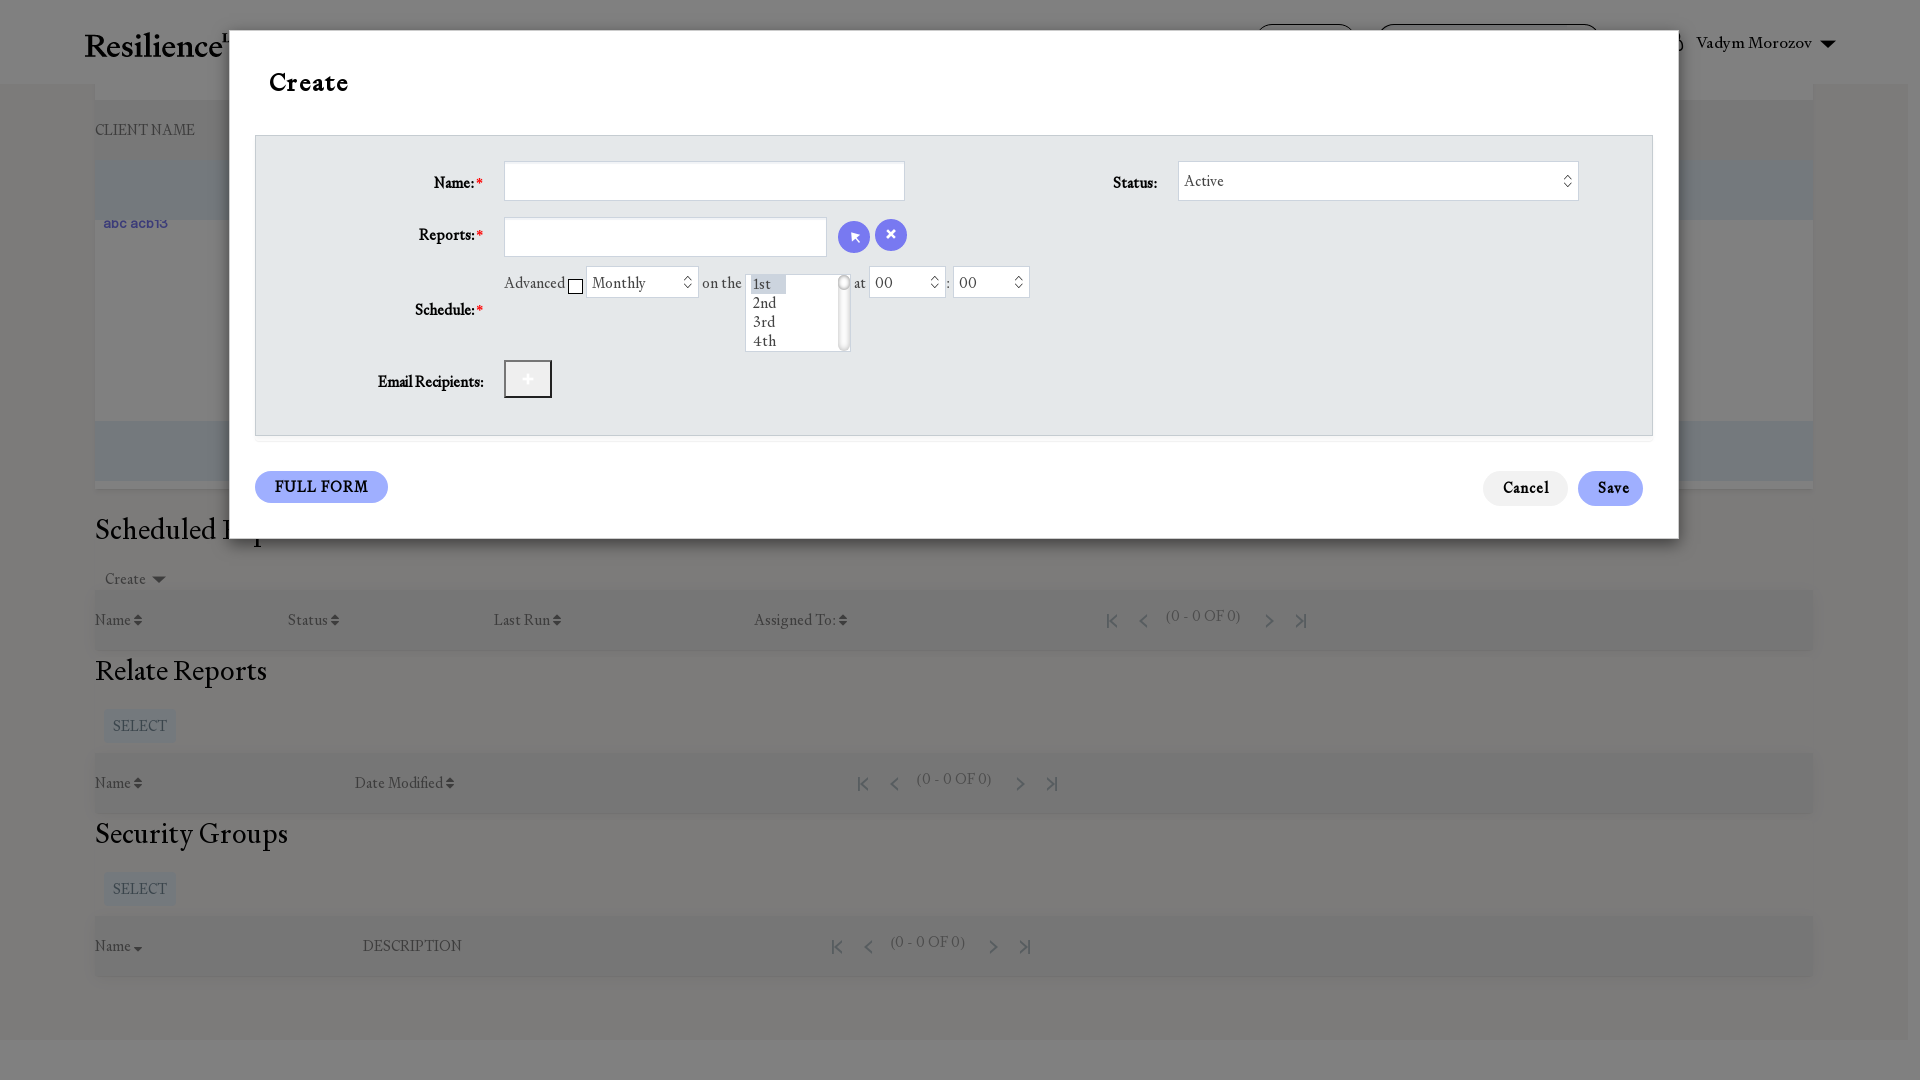 Resilience
Vadym Morozov
Create
CLIENT NAME
Name:*
Status:
Active
abc acb13
Reports:*
Advanced Monthly on the 1st at 00 : 00
2nd
Schedule:*
3rd
4th
Email Recipients:
+
FULL FORM
Cancel
Save
Scheduled
Create
Name
Status
Last Run
Assigned To:
(0 - 0 OF 0)
Relate Reports
SELECT
Name
Date Modified
(0 - 0 OF 0)
Security Groups
SELECT
Name
DESCRIPTION
(0 - 0 OF 0)